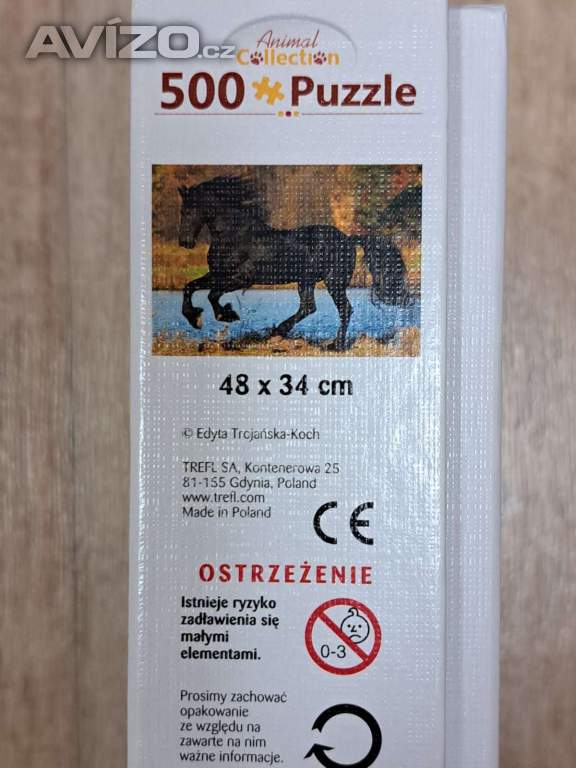 AVÍZO.cz
Animal
Collection
500 Puzzle
48 x 34 cm
© Edyta Trojańska-Koch
TREFL SA, Kontenerowa 25
81-155 Gdynia, Poland
www.trefl.com
Made in Poland
CE
OSTRZEŻENIE
Istnieje ryzyko
zadławienia się
małymi
elementami.
0-3
Prosimy zachować
opakowanie
ze względu na
zawarte na nim
ważne informacje.